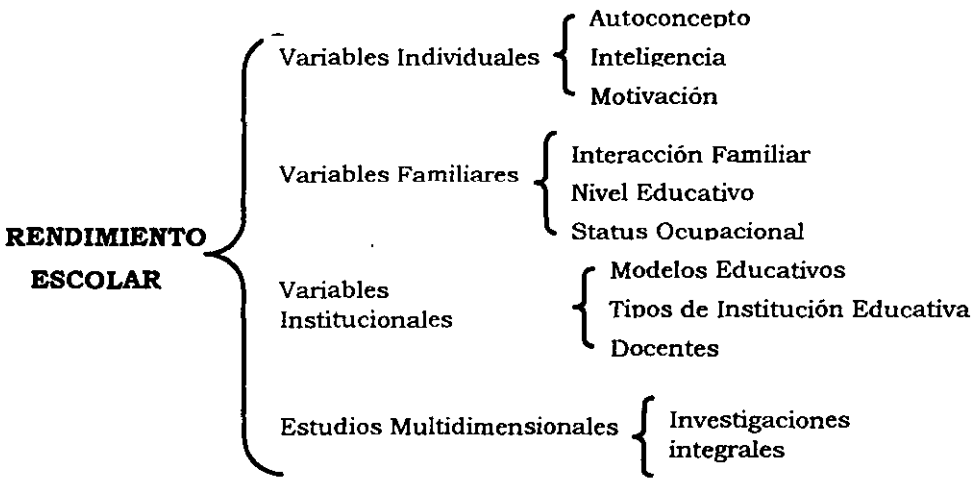 RENDIMIENTO
ESCOLAR
Variables Individuales
Autoconcepto
Inteligencia
Motivación
Variables Familiares
Interacción Familiar
Nivel Educativo
Status Ocupacional
Variables
Institucionales
Modelos Educativos
Tipos de Institución Educativa
Docentes
Estudios Multidimensionales
Investigaciones
integrales